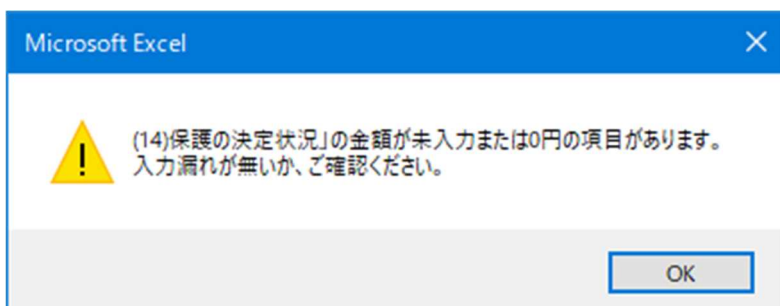 Microsoft Excel
(14)保護の決定状況」の金額が未入力または0円の項目があります。
入力漏れが無いか、ご確認ください。
OK